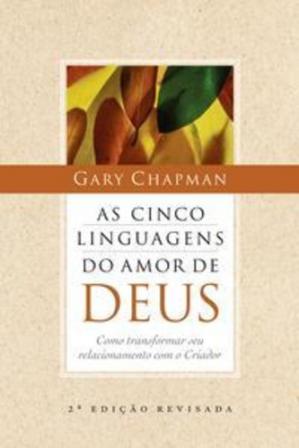 GARY CHAPMAN
AS CINCO
LINGUAGENS
DO AMOR DE
DEUS
Como transformar seu
relacionamento com o Criador
2ª EDIÇÃO REVISADA